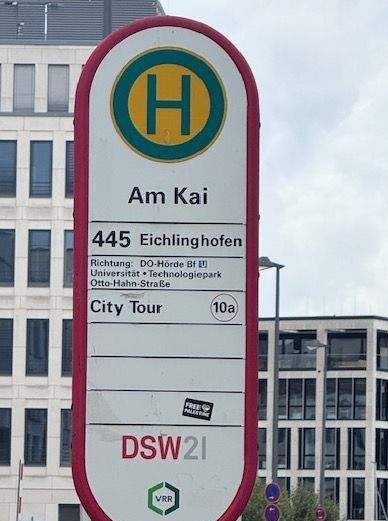 H
Am Kai
445 Eichlinghofen
Richtung: DO-Hörde Bf U
Universität • Technologiepark
Otto-Hahn-Straße
City Tour 10a
FREE
PALESTINE
DSW21
VRR